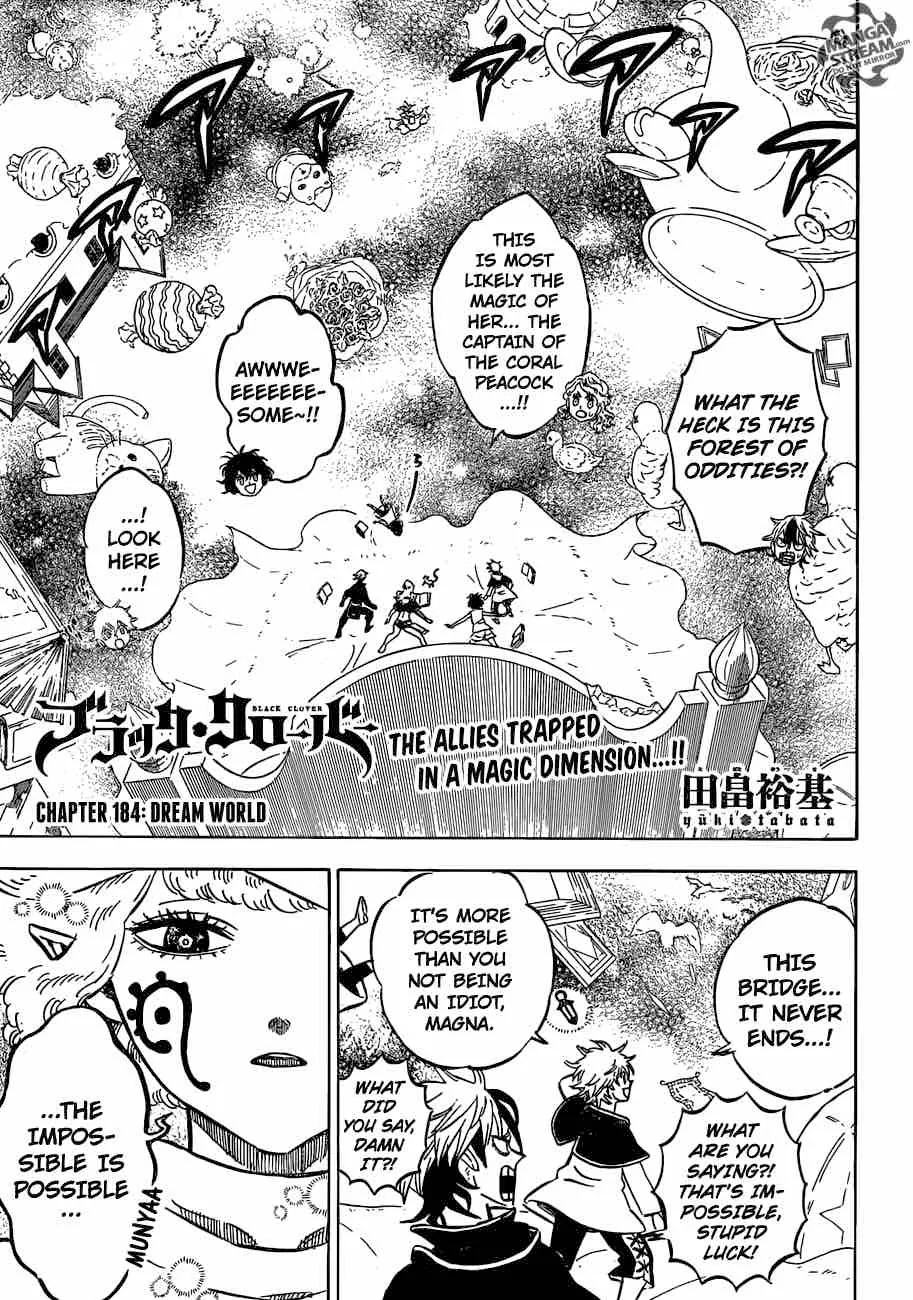 MANGA
STREAM.com
WHAT THE
HECK IS THIS
FOREST OF
ODDITIES?!
THIS
IS MOST
LIKELY THE
MAGIC OF
HER... THE
CAPTAIN OF
THE CORAL
PEACOCK
...!!
AWWWE-
EEEEEEEE-
SOME~!!
...!
LOOK
HERE
...!
BLACK CLOVER
ブラック・クローバー
CHAPTER 184: DREAM WORLD
THE ALLIES TRAPPED
IN A MAGIC DIMENSION...!!
田畠裕基
yūki tabata
THIS
BRIDGE...
IT NEVER
ENDS...!
IT'S MORE
POSSIBLE
THAN YOU
NOT BEING
AN IDIOT,
MAGNA.
WHAT
ARE YOU
SAYING?!
THAT'S IM-
POSSIBLE,
STUPID
LUCK!
WHAT
DID YOU
SAY,
DAMN
IT?!
...THE
IMPOS-
SIBLE IS
POSSIBLE
...
MUNYAA